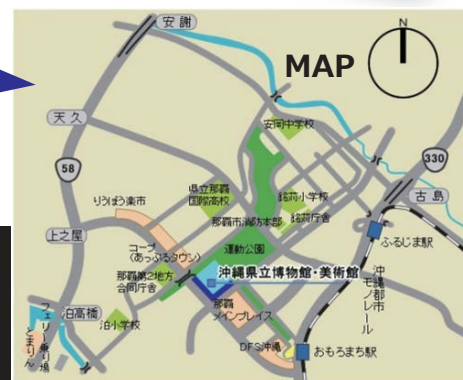 安謝
N
MAP
天久
安岡中学校
58
330
県立那覇
国際高校
銘苅小学校
古島
りうぼう楽市
那覇市消防本部
銘苅庁舎
上之屋
コープ
(あっぷるタウン)
運動公園
ふるじま駅
沖縄県立博物館・美術館
那覇第2地方
合同庁舎
沖縄都市
モノレール
泊高橋
那覇
メインプレイス
フェリー乗り場
とまりん
泊小学校
DFS沖縄
おもろまち駅